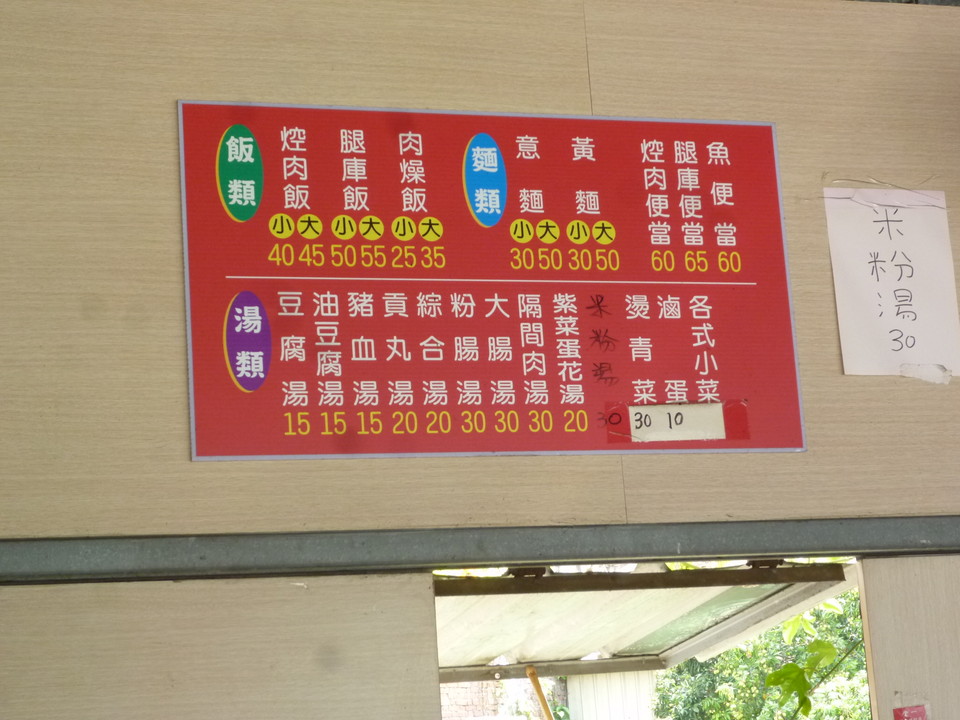 飯類
焢肉飯
小 大
40 45
腿庫飯
小 大
50 55
肉燥飯
小 大
25 35
麵類
意麵
小 大
30 50
黃麵
小 大
30 50
焢肉便當
60
腿庫便當
65
魚便當
60
湯類
豆腐湯
15
油豆腐湯
15
豬血湯
15
貢丸湯
20
綜合湯
20
粉腸湯
30
大腸湯
30
隔間肉湯
30
紫菜蛋花湯
20
米粉湯
30
燙青菜
30
滷蛋
10
各式小菜
米粉湯
30